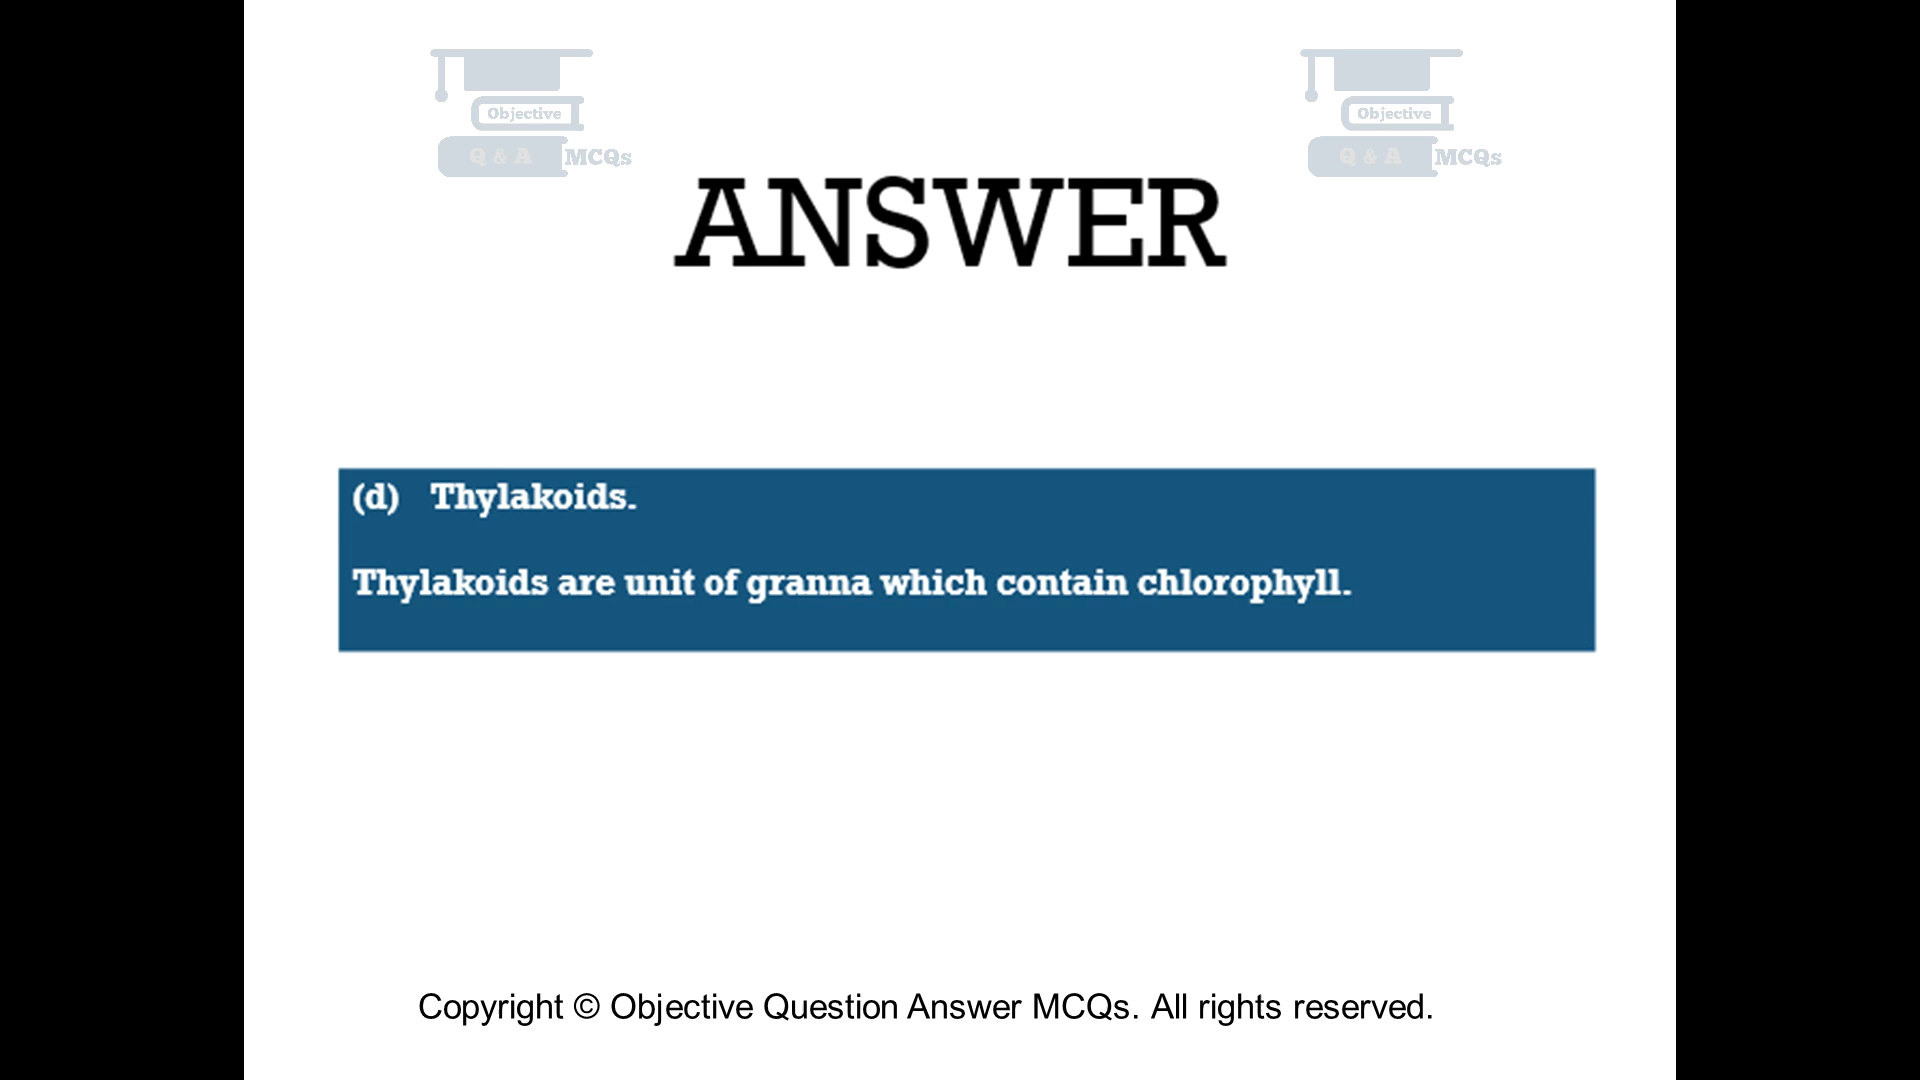 Objective
Q & A MCQs
Objective
Q & A MCQs
ANSWER
(d) Thylakoids.
Thylakoids are unit of granna which contain chlorophyll.
Copyright © Objective Question Answer MCQs. All rights reserved.